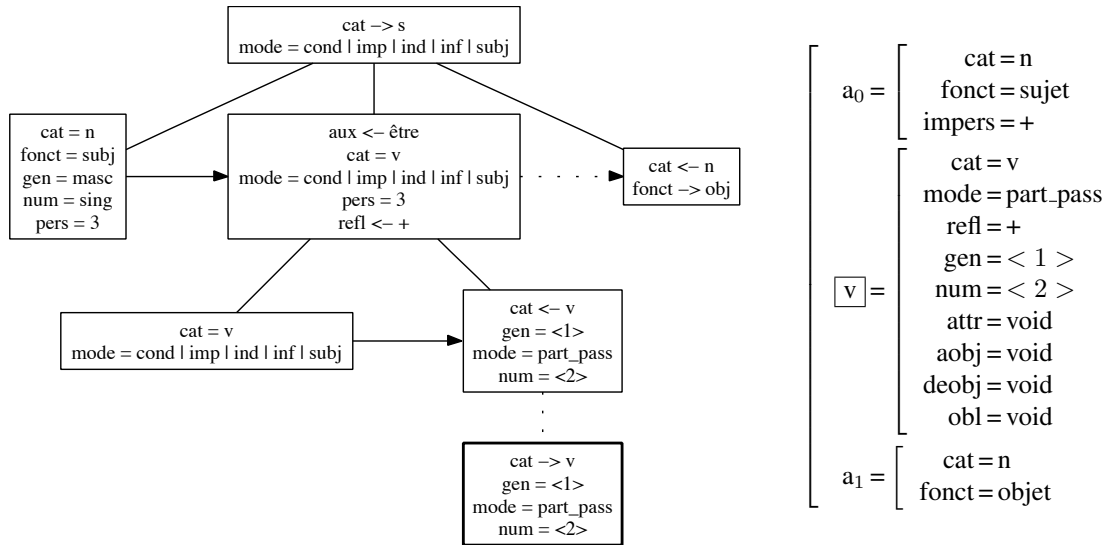 cat –> s
mode = cond | imp | ind | inf | subj
cat = n
fonct = subj
gen = masc
num = sing
pers = 3
aux <– être
cat = v
mode = cond | imp | ind | inf | subj
pers = 3
refl <– +
cat <– n
fonct –> obj
cat = v
mode = cond | imp | ind | inf | subj
cat <– v
gen = <1>
mode = part_pass
num = <2>
cat –> v
gen = <1>
mode = part_pass
num = <2>
a0 =
cat = n
fonct = sujet
impers = +
v =
cat = v
mode = part_pass
refl = +
gen = < 1 >
num = < 2 >
attr = void
aobj = void
deobj = void
obl = void
a1 =
cat = n
fonct = objet